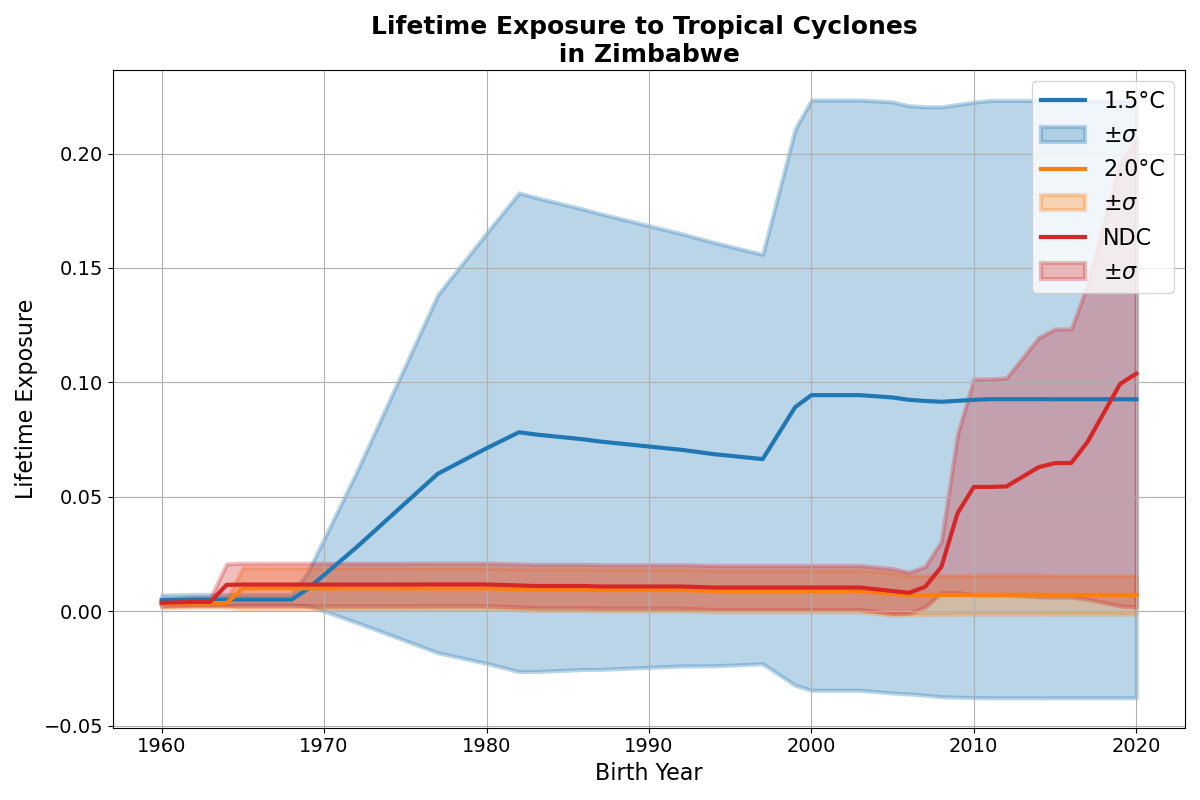 Lifetime Exposure to Tropical Cyclones
in Zimbabwe
1.5°C
±σ
2.0°C
±σ
NDC
±σ
Lifetime Exposure
0.20
0.15
0.10
0.05
0.00
−0.05
1960
1970
1980
1990
2000
2010
2020
Birth Year